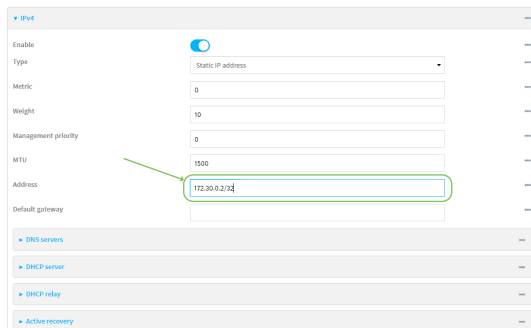 IPv4
Enable
Type
Static IP address
Metric
0
Weight
10
Management priority
0
MTU
1500
Address
172.30.0.2/32
Default gateway
DNS servers
DHCP server
DHCP relay
Active recovery